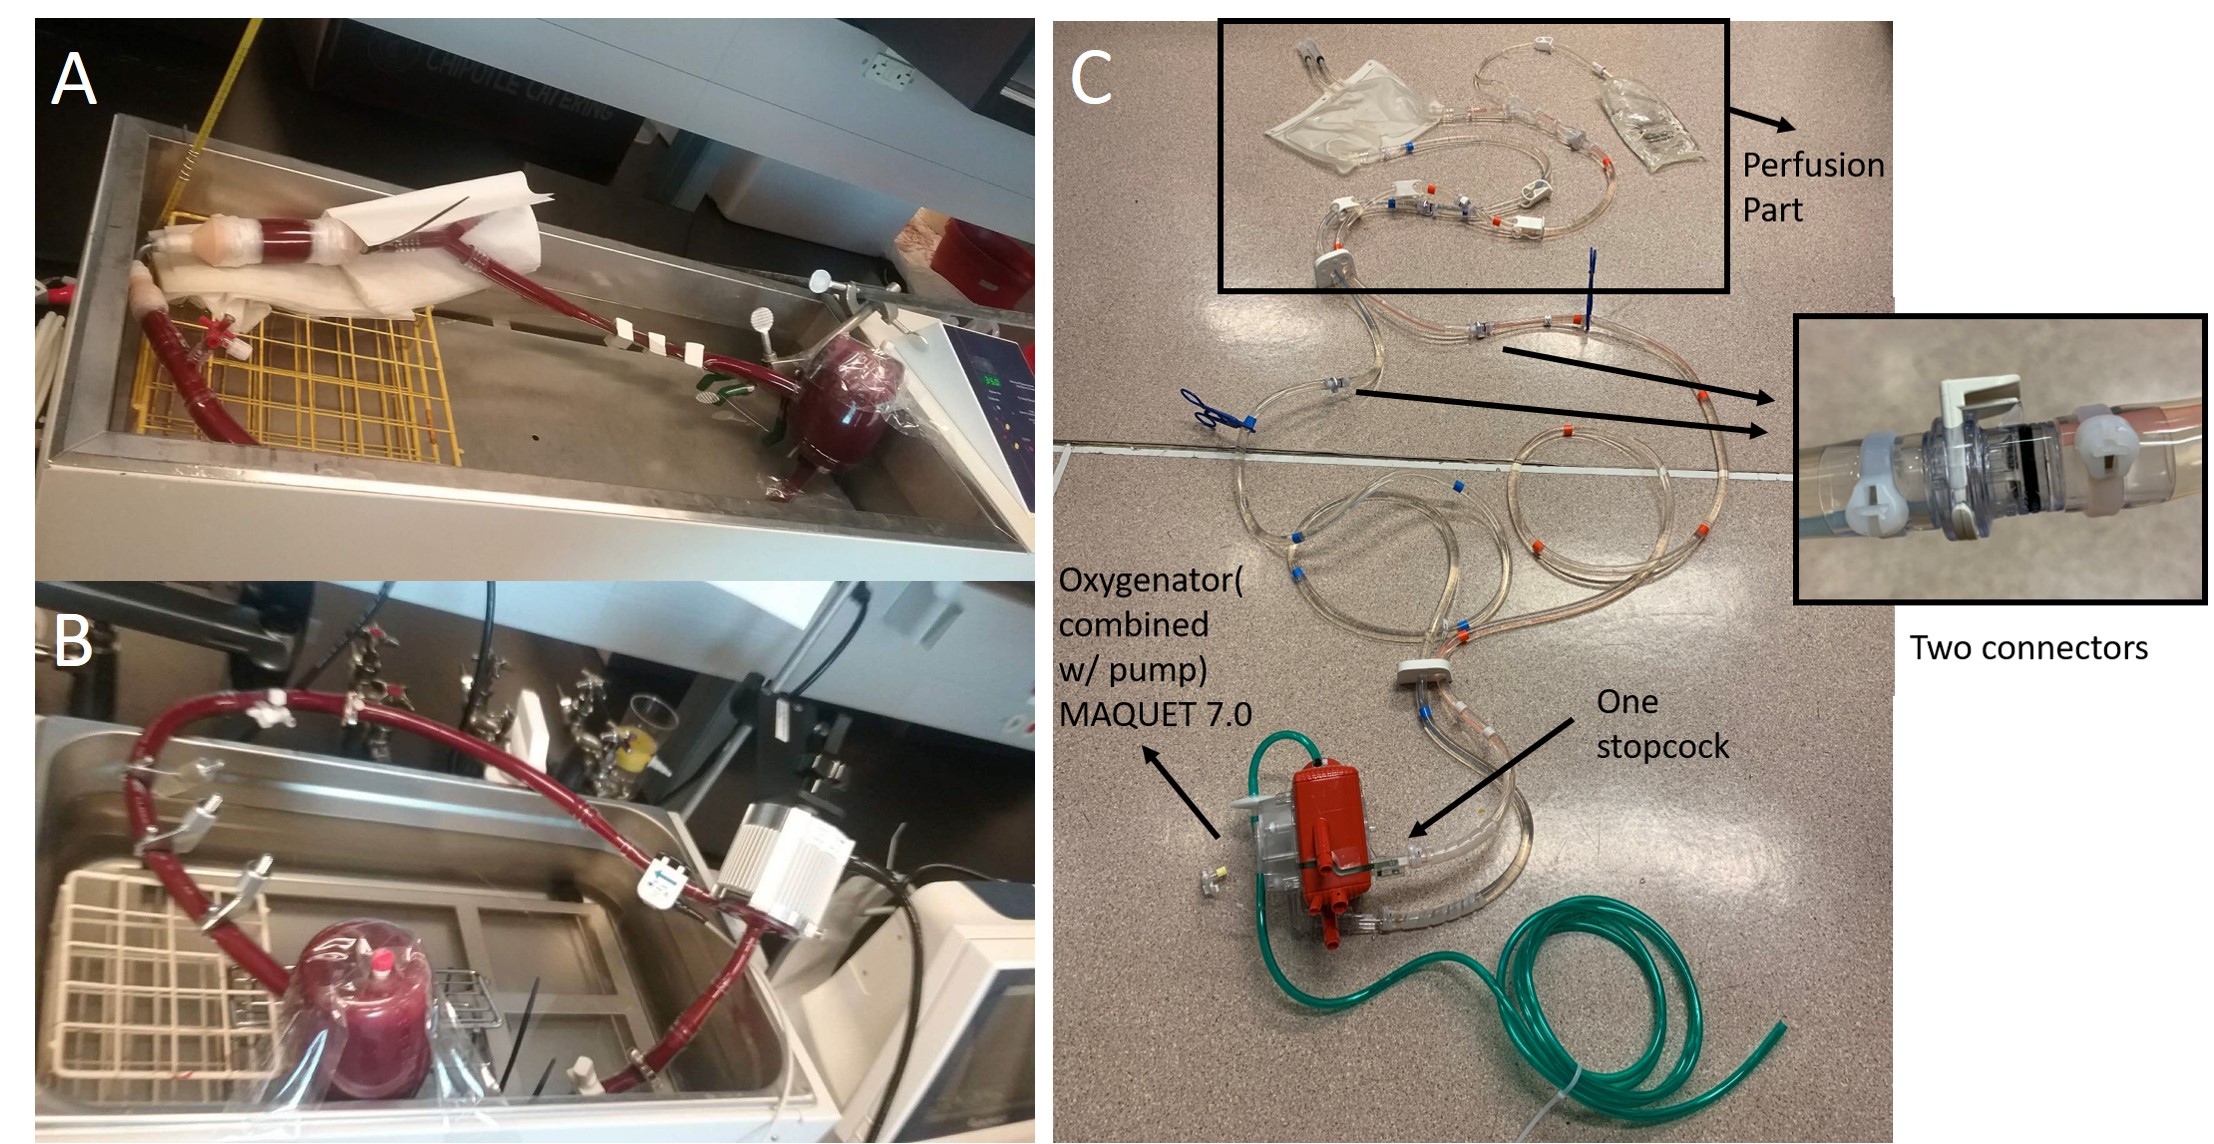 A
CHIPOTLE CATERING
B
C
Perfusion
Part
Two connectors
Oxygenator(
combined
w/ pump)
MAQUET 7.0
One
stopcock